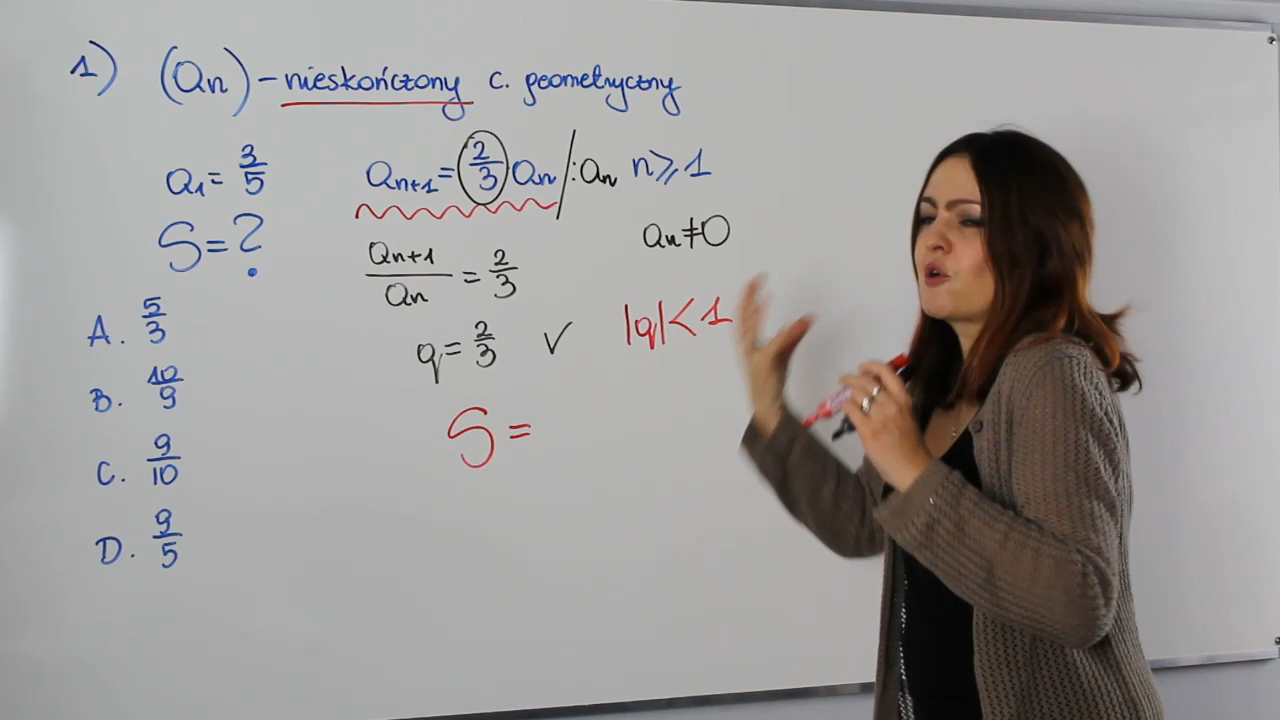 1) (an) – nieskończony c. geometryczny
a1 = 3/5
an+1 = 2/3 an / : an n ≥ 1
S = ?
an ≠ 0
an+1/an = 2/3
A. 5/3
q = 2/3 ✓
|q| < 1
B. 10/9
S =
C. 9/10
D. 9/5